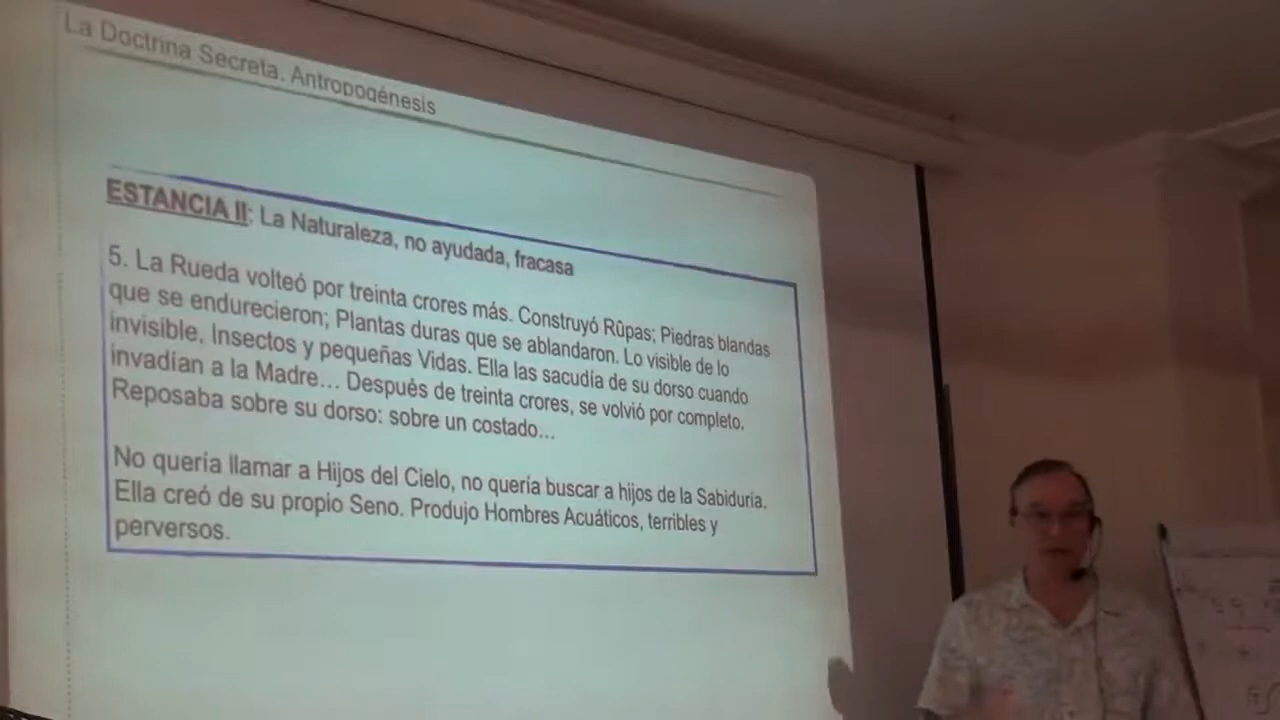 La Doctrina Secreta. Antropogénesis
ESTANCIA II: La Naturaleza, no ayudada, fracasa
5. La Rueda volteó por treinta crores más. Construyó Rûpas; Piedras blandas
que se endurecieron; Plantas duras que se ablandaron. Lo visible de lo
invisible, Insectos y pequeñas Vidas. Ella las sacudía de su dorso cuando
invadían a la Madre... Después de treinta crores, se volvió por completo.
Reposaba sobre su dorso: sobre un costado...
No quería llamar a Hijos del Cielo, no quería buscar a hijos de la Sabiduría.
Ella creó de su propio Seno. Produjo Hombres Acuáticos, terribles y
perversos.